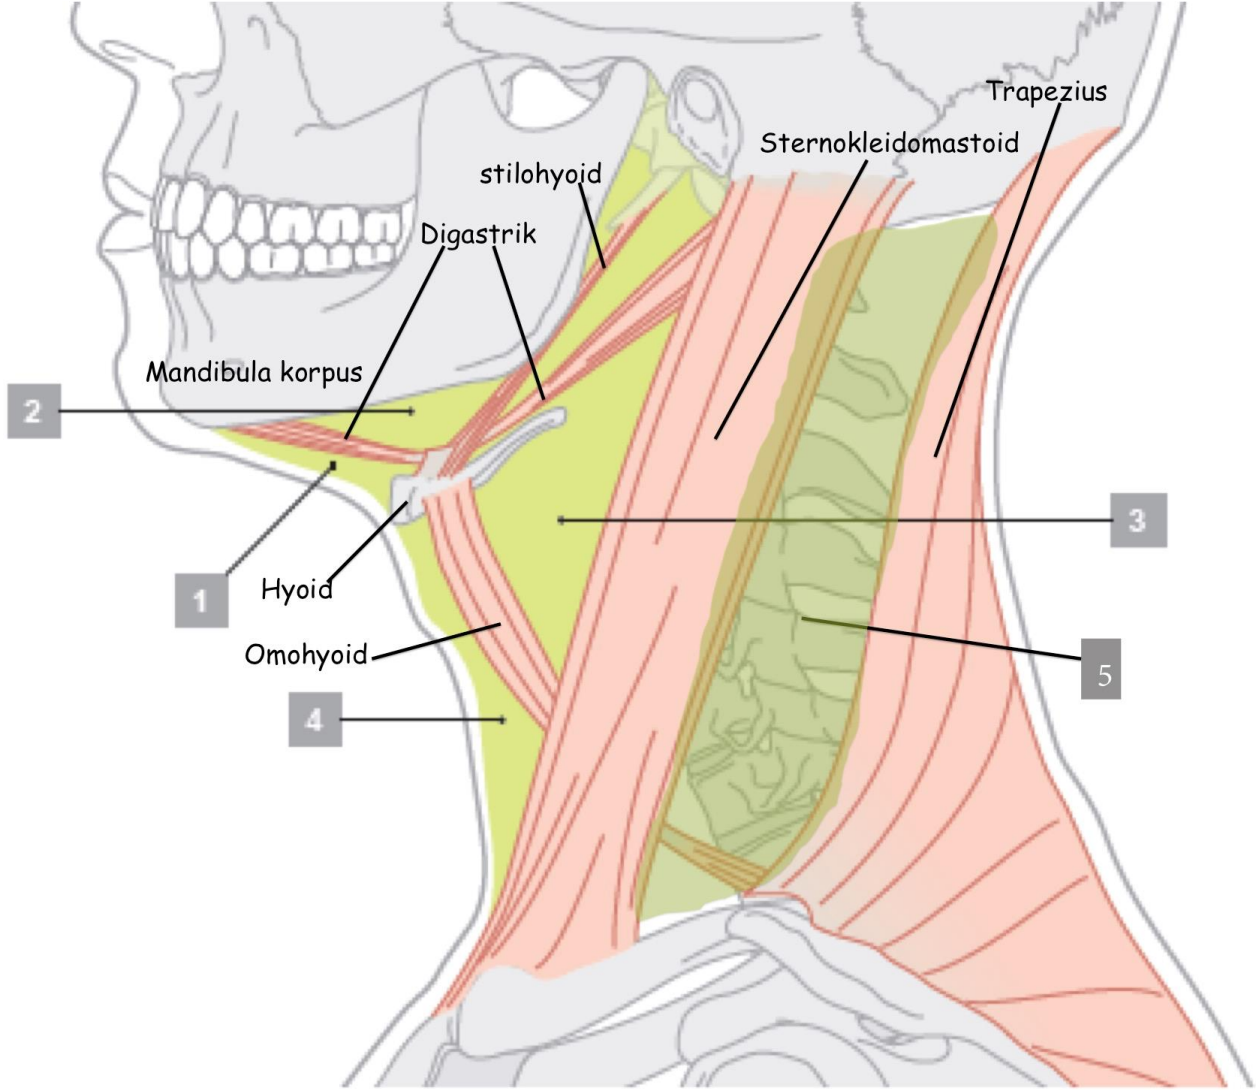 Trapezius
Sternokleidomastoid
stilohyoid
Digastrik
Mandibula korpus
2
3
1
Hyoid
Omohyoid
5
4